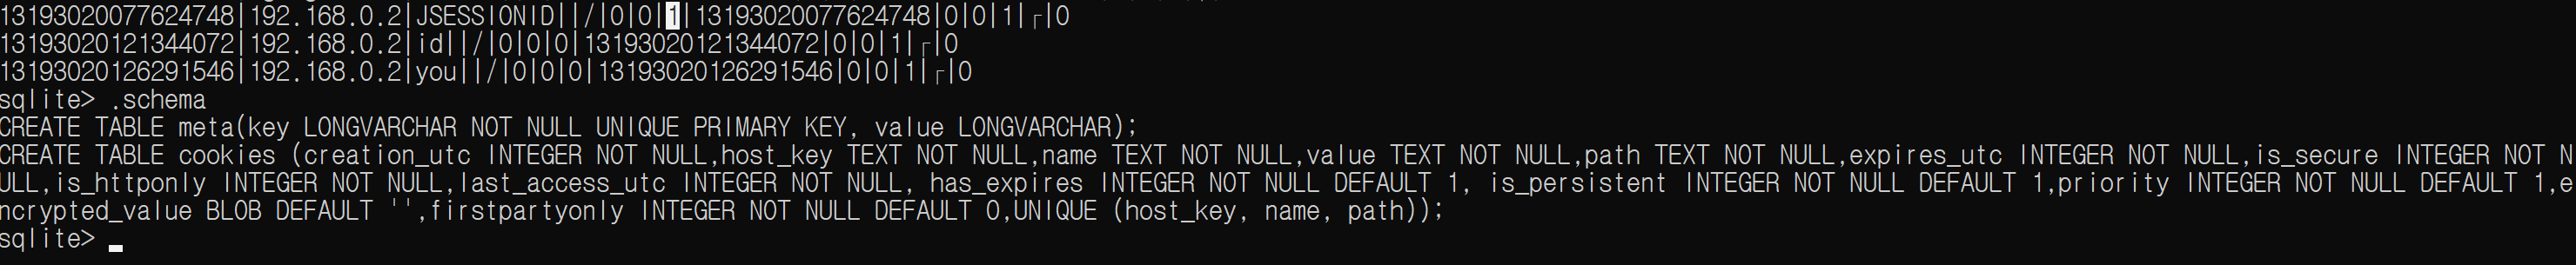 13193020077624748|192.168.0.2|JSESSIONID||/|0|0|1|13193020077624748|0|0|1|┌|0
13193020121344072|192.168.0.2|id||/|0|0|0|13193020121344072|0|0|1|┌|0
13193020126291546|192.168.0.2|you||/|0|0|0|13193020126291546|0|0|1|┌|0
sqlite> .schema
CREATE TABLE meta(key LONGVARCHAR NOT NULL UNIQUE PRIMARY KEY, value LONGVARCHAR);
CREATE TABLE cookies (creation_utc INTEGER NOT NULL,host_key TEXT NOT NULL,name TEXT NOT NULL,value TEXT NOT NULL,path TEXT NOT NULL,expires_utc INTEGER NOT NULL,is_secure INTEGER NOT N
ULL,is_httponly INTEGER NOT NULL,last_access_utc INTEGER NOT NULL, has_expires INTEGER NOT NULL DEFAULT 1, is_persistent INTEGER NOT NULL DEFAULT 1,priority INTEGER NOT NULL DEFAULT 1,e
ncrypted_value BLOB DEFAULT '',firstpartyonly INTEGER NOT NULL DEFAULT 0,UNIQUE (host_key, name, path));
sqlite>